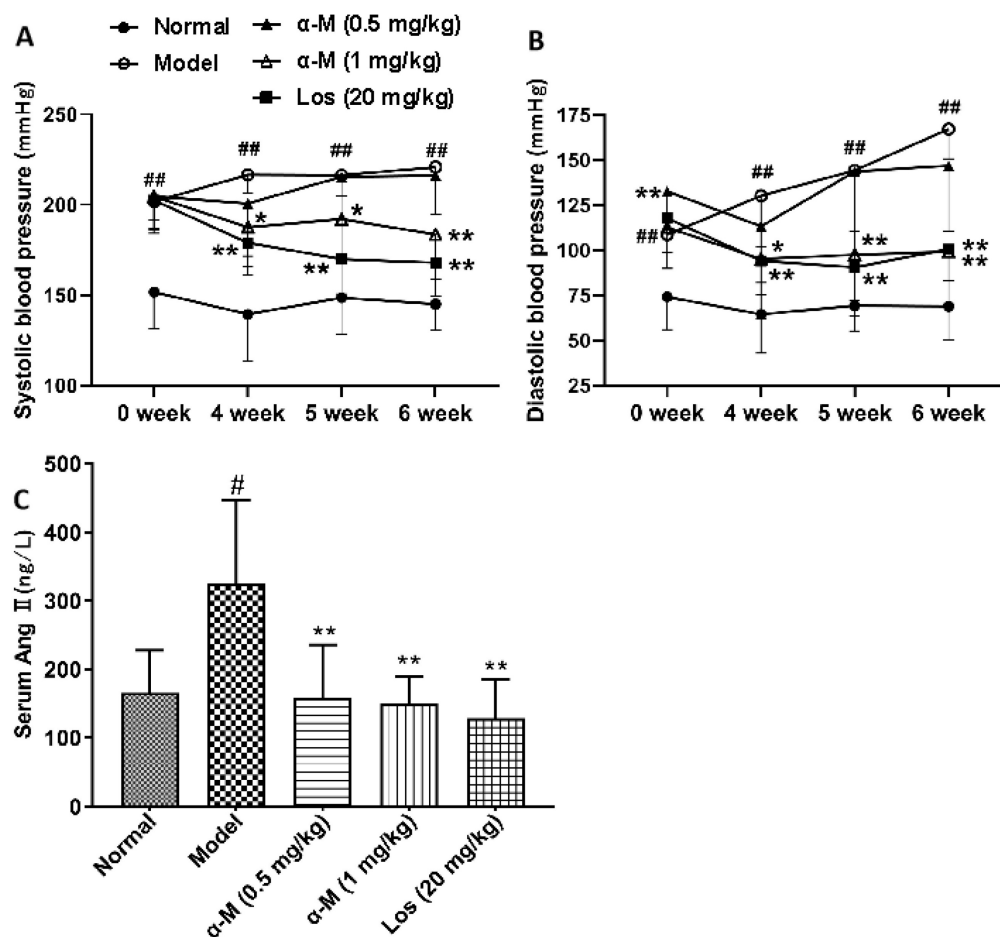 A
Normal
α-M (0.5 mg/kg)
Model
α-M (1 mg/kg)
Los (20 mg/kg)
Systolic blood pressure (mmHg)
250
200
150
100
##
##
##
##
*
*
**
**
**
**
0 week
4 week
5 week
6 week
B
Diastolic blood pressure (mmHg)
175
150
125
100
75
50
25
##
##
##
**
##
*
**
**
**
**
**
0 week
4 week
5 week
6 week
C
Serum Ang Ⅱ (ng/L)
500
400
300
200
100
0
#
**
**
**
Normal
Model
α-M (0.5 mg/kg)
α-M (1 mg/kg)
Los (20 mg/kg)